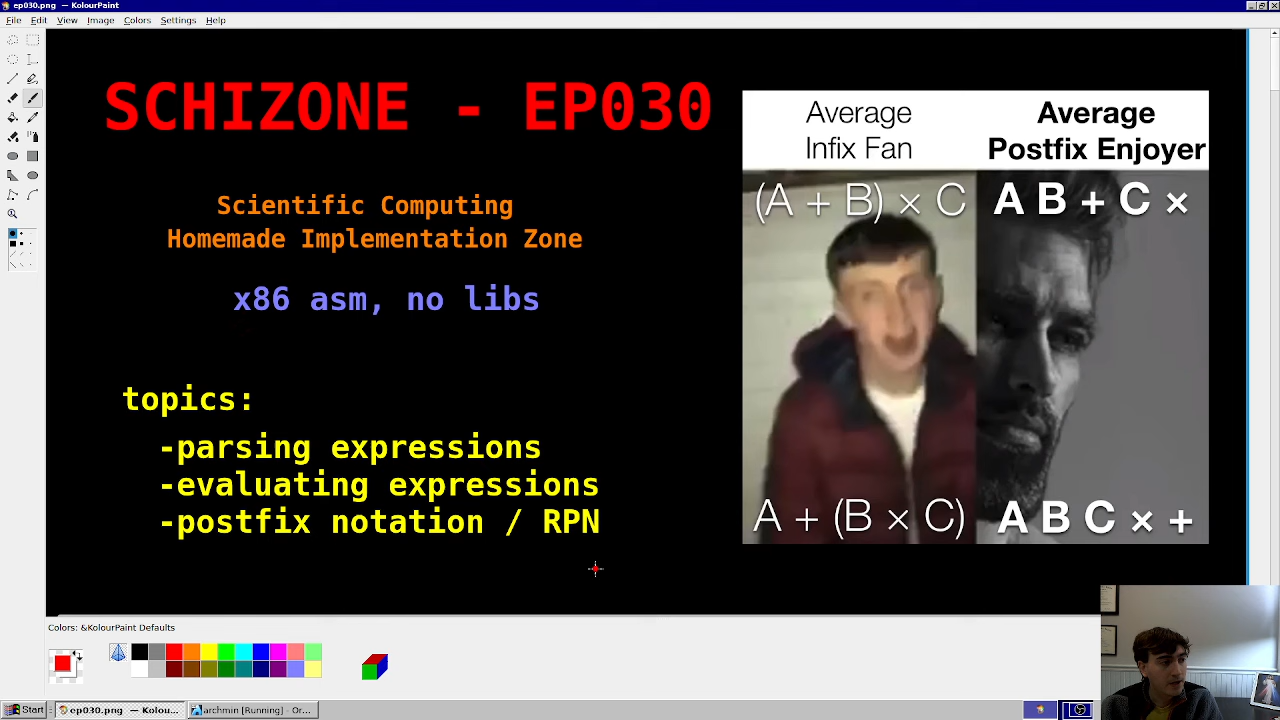 ep030.png — KolourPaint
File Edit View Image Colors Settings Help
SCHIZONE - EP030
Scientific Computing
Homemade Implementation Zone
x86 asm, no libs
topics:
-parsing expressions
-evaluating expressions
-postfix notation / RPN
Average
Infix Fan
Average
Postfix Enjoyer
(A + B) × C
A B + C ×
A + (B × C)
A B C × +
Colors: &KolourPaint Defaults
Start
ep030.png — Kolou...
archmin [Running] - Or...